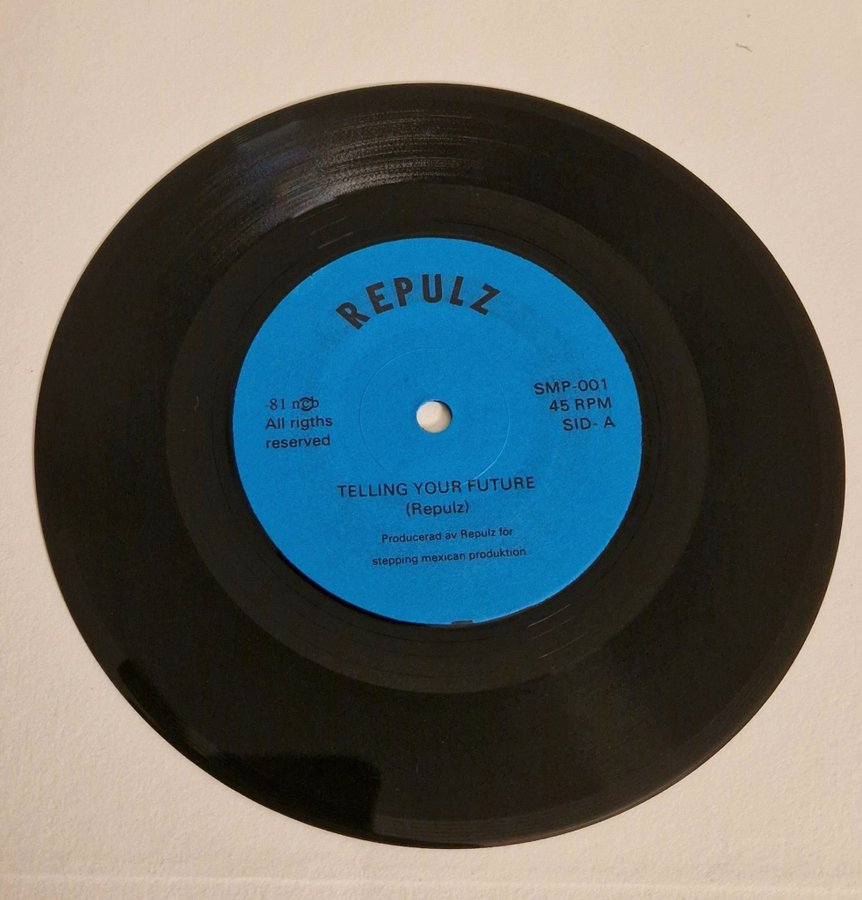 REPULZ
-81 ncb
All rigths
reserved
SMP-001
45 RPM
SID- A
TELLING YOUR FUTURE
(Repulz)
Producerad av Repulz för
stepping mexican produktion